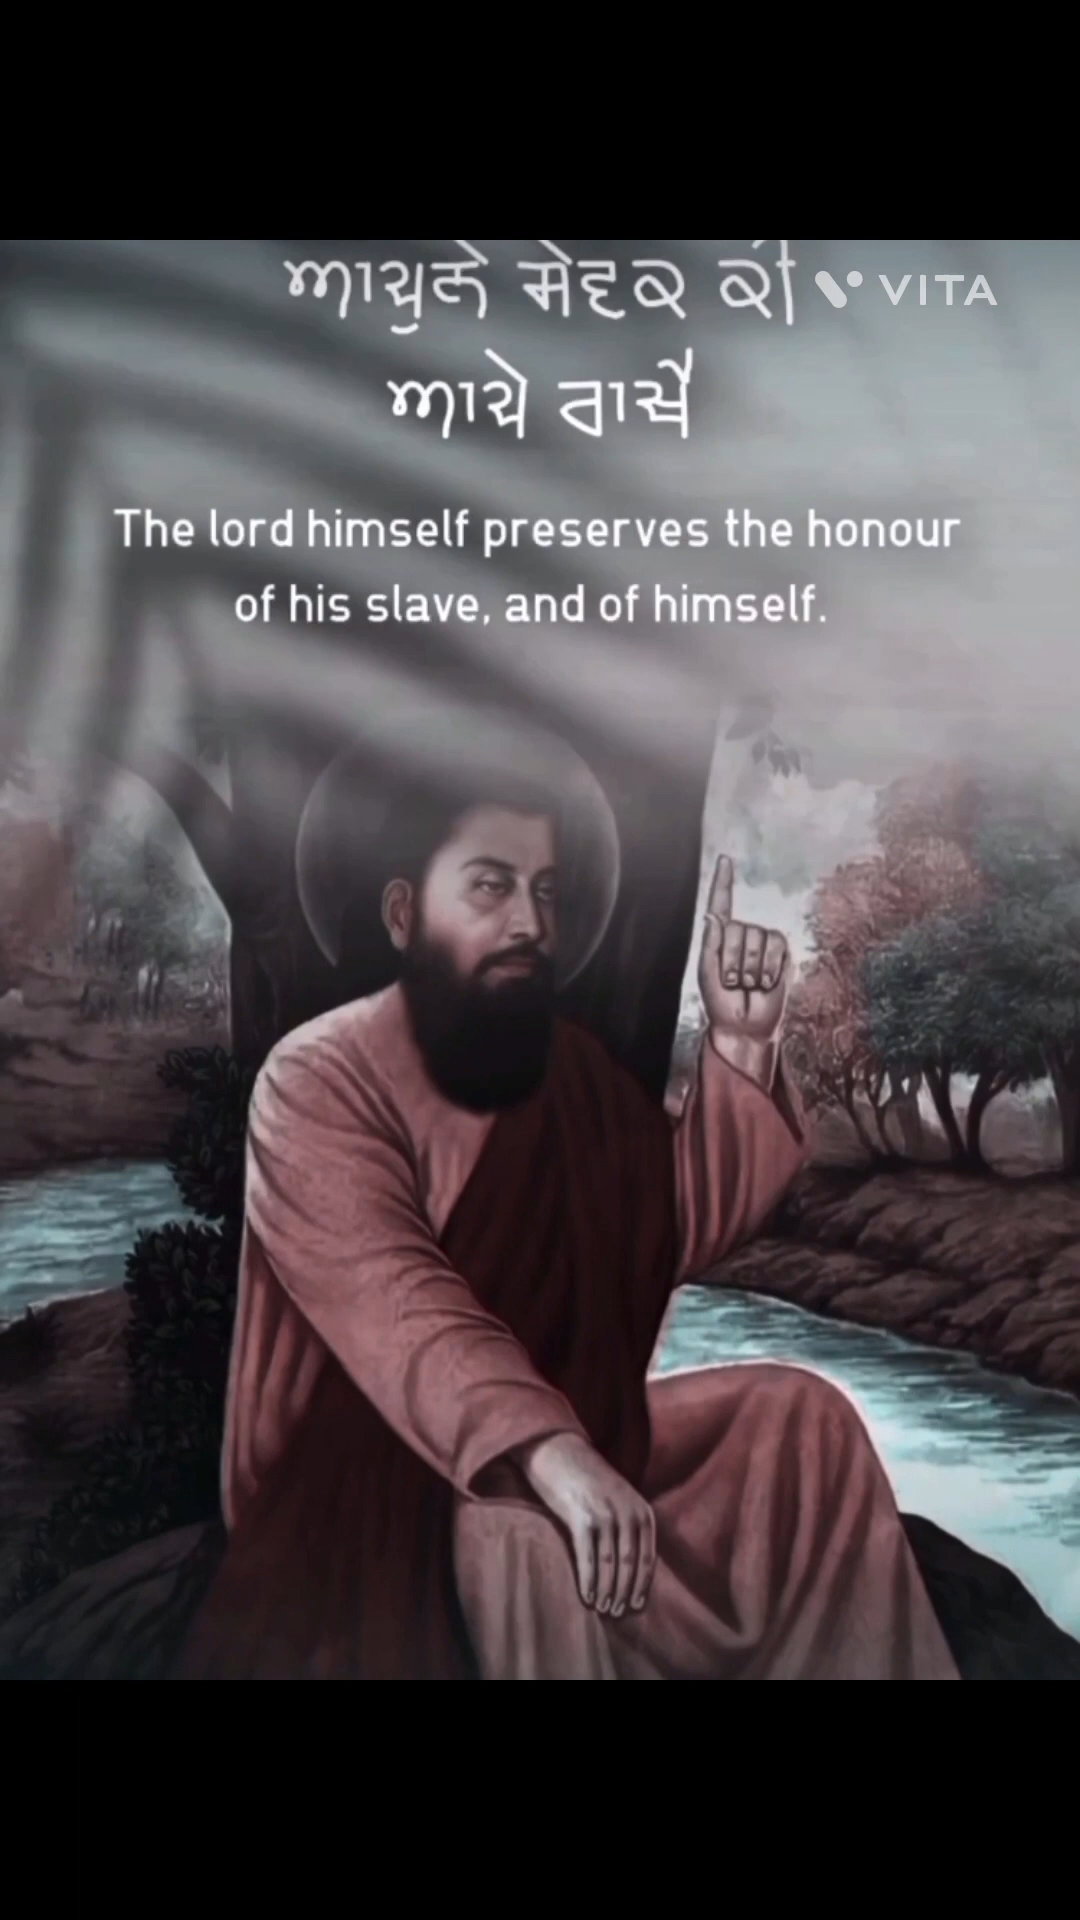 ਆਪੁਨੇ ਸੇਵਕ ਕੀ
VITA
ਆਪੇ ਰਾਖੈ
The lord himself preserves the honour
of his slave, and of himself.